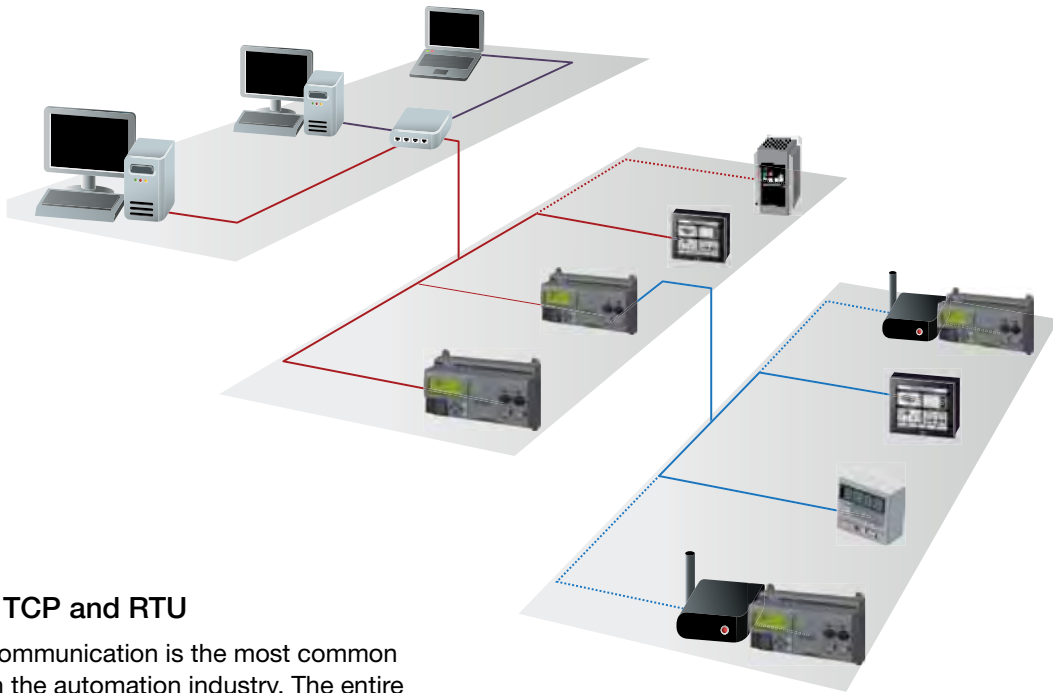 TCP and RTU
ommunication is the most common
n the automation industry. The entire